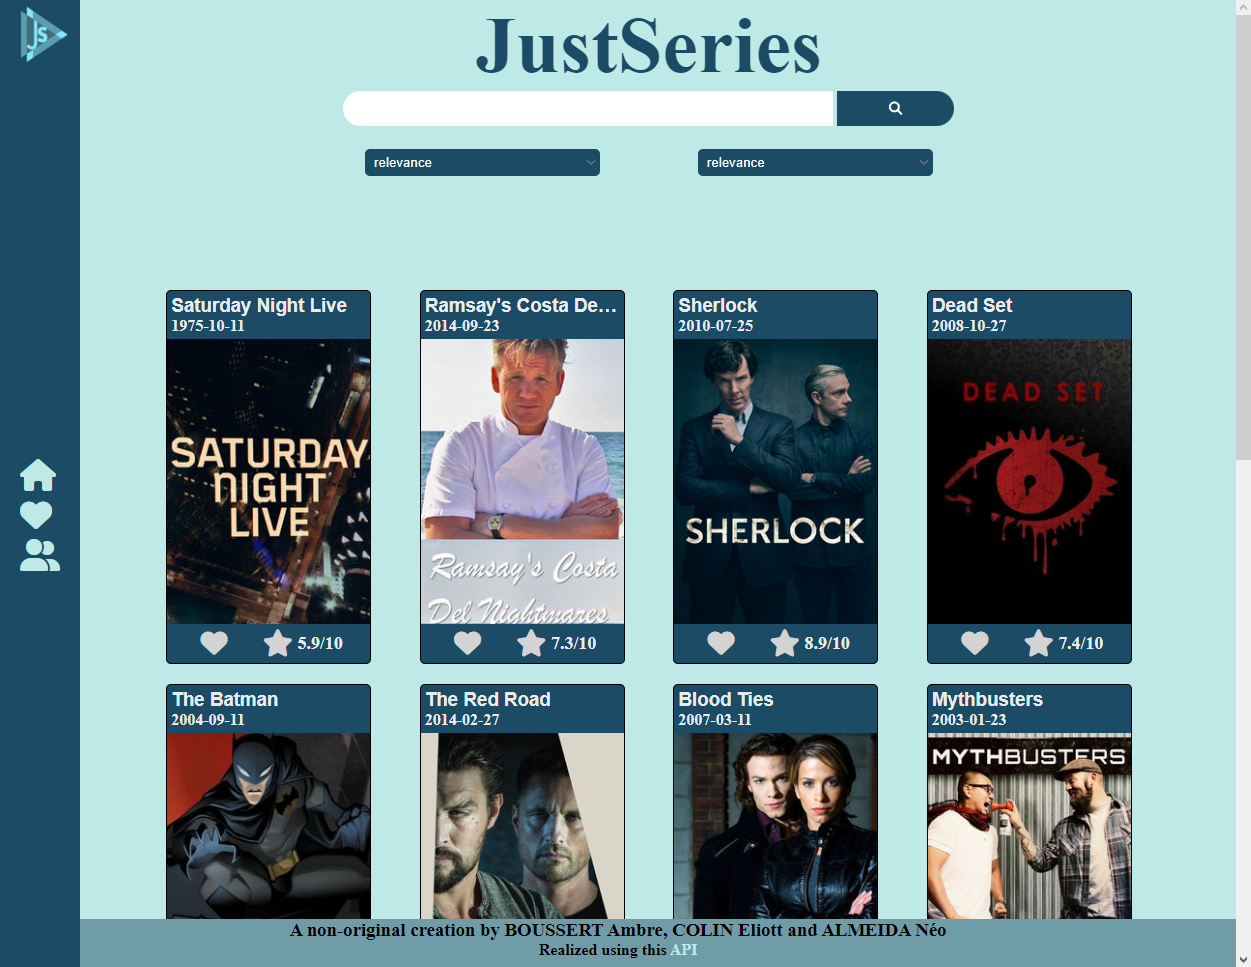 JS
JustSeries
relevance
relevance
Saturday Night Live
1975-10-11
SATURDAY
NIGHT
LIVE
5.9/10
Ramsay's Costa De…
2014-09-23
Ramsay's Costa
Del Nightmares
7.3/10
Sherlock
2010-07-25
SHERLOCK
8.9/10
Dead Set
2008-10-27
DEAD SET
7.4/10
The Batman
2004-09-11
The Red Road
2014-02-27
Blood Ties
2007-03-11
Mythbusters
2003-01-23
MYTHBUSTERS
A non-original creation by BOUSSERT Ambre, COLIN Eliott and ALMEIDA Néo
Realized using this API